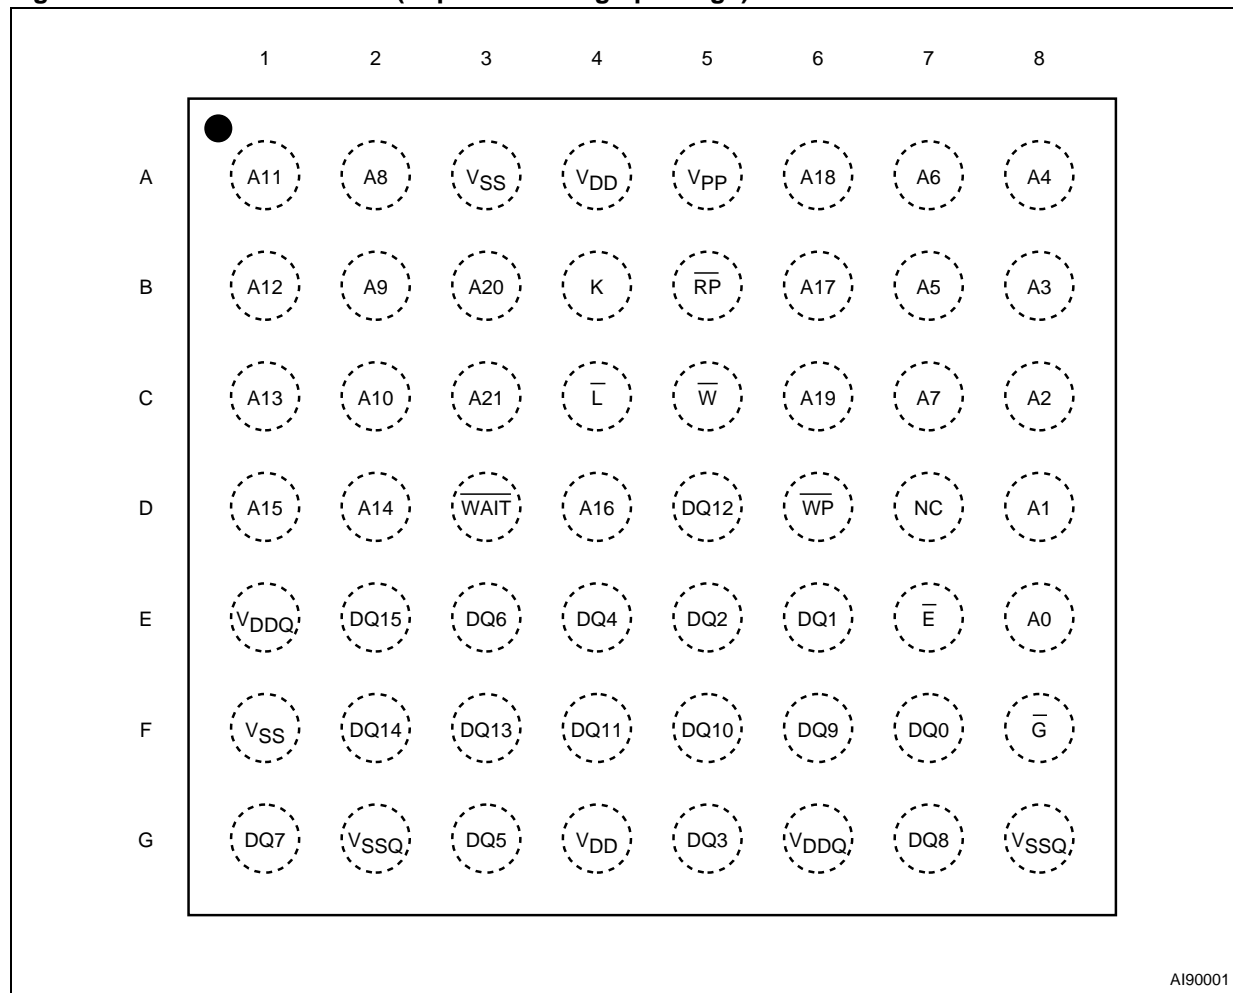 1 2 3 4 5 6 7 8
A A11 A8 VSS VDD VPP A18 A6 A4
B A12 A9 A20 K R̅P̅ A17 A5 A3
C A13 A10 A21 L̅ W̅ A19 A7 A2
D A15 A14 W̅A̅I̅T̅ A16 DQ12 W̅P̅ NC A1
E VDDQ DQ15 DQ6 DQ4 DQ2 DQ1 E̅ A0
F VSS DQ14 DQ13 DQ11 DQ10 DQ9 DQ0 G̅
G DQ7 VSSQ DQ5 VDD DQ3 VDDQ DQ8 VSSQ
AI90001